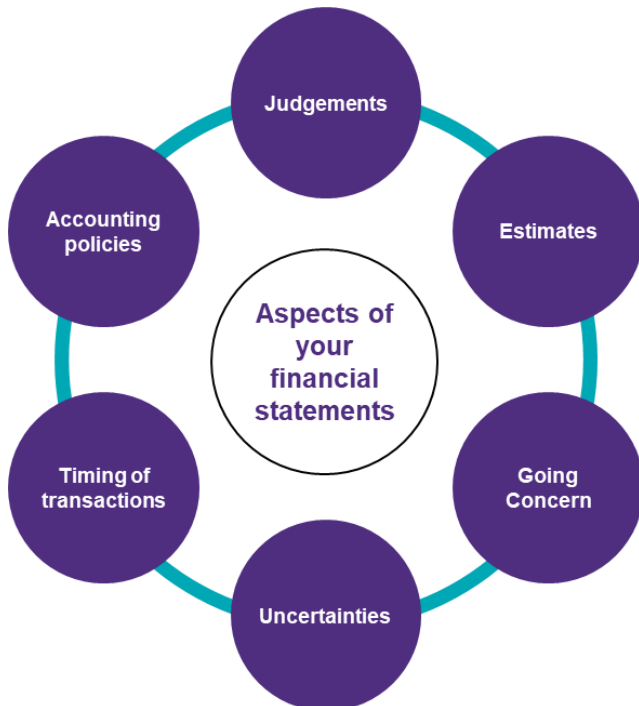 Judgements
Accounting
policies
Estimates
Aspects of
your
financial
statements
Timing of
transactions
Going
Concern
Uncertainties